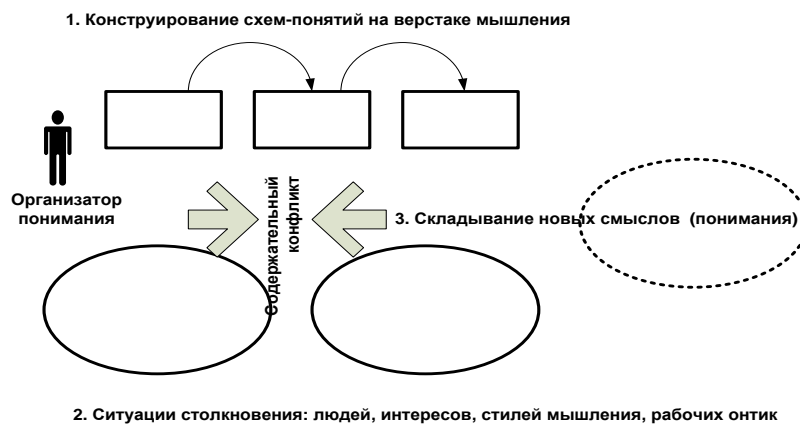 1. Конструирование схем-понятий на верстаке мышления
Организатор
понимания
Содержательный
конфликт
3. Складывание новых смыслов (понимания)
2. Ситуации столкновения: людей, интересов, стилей мышления, рабочих онтик